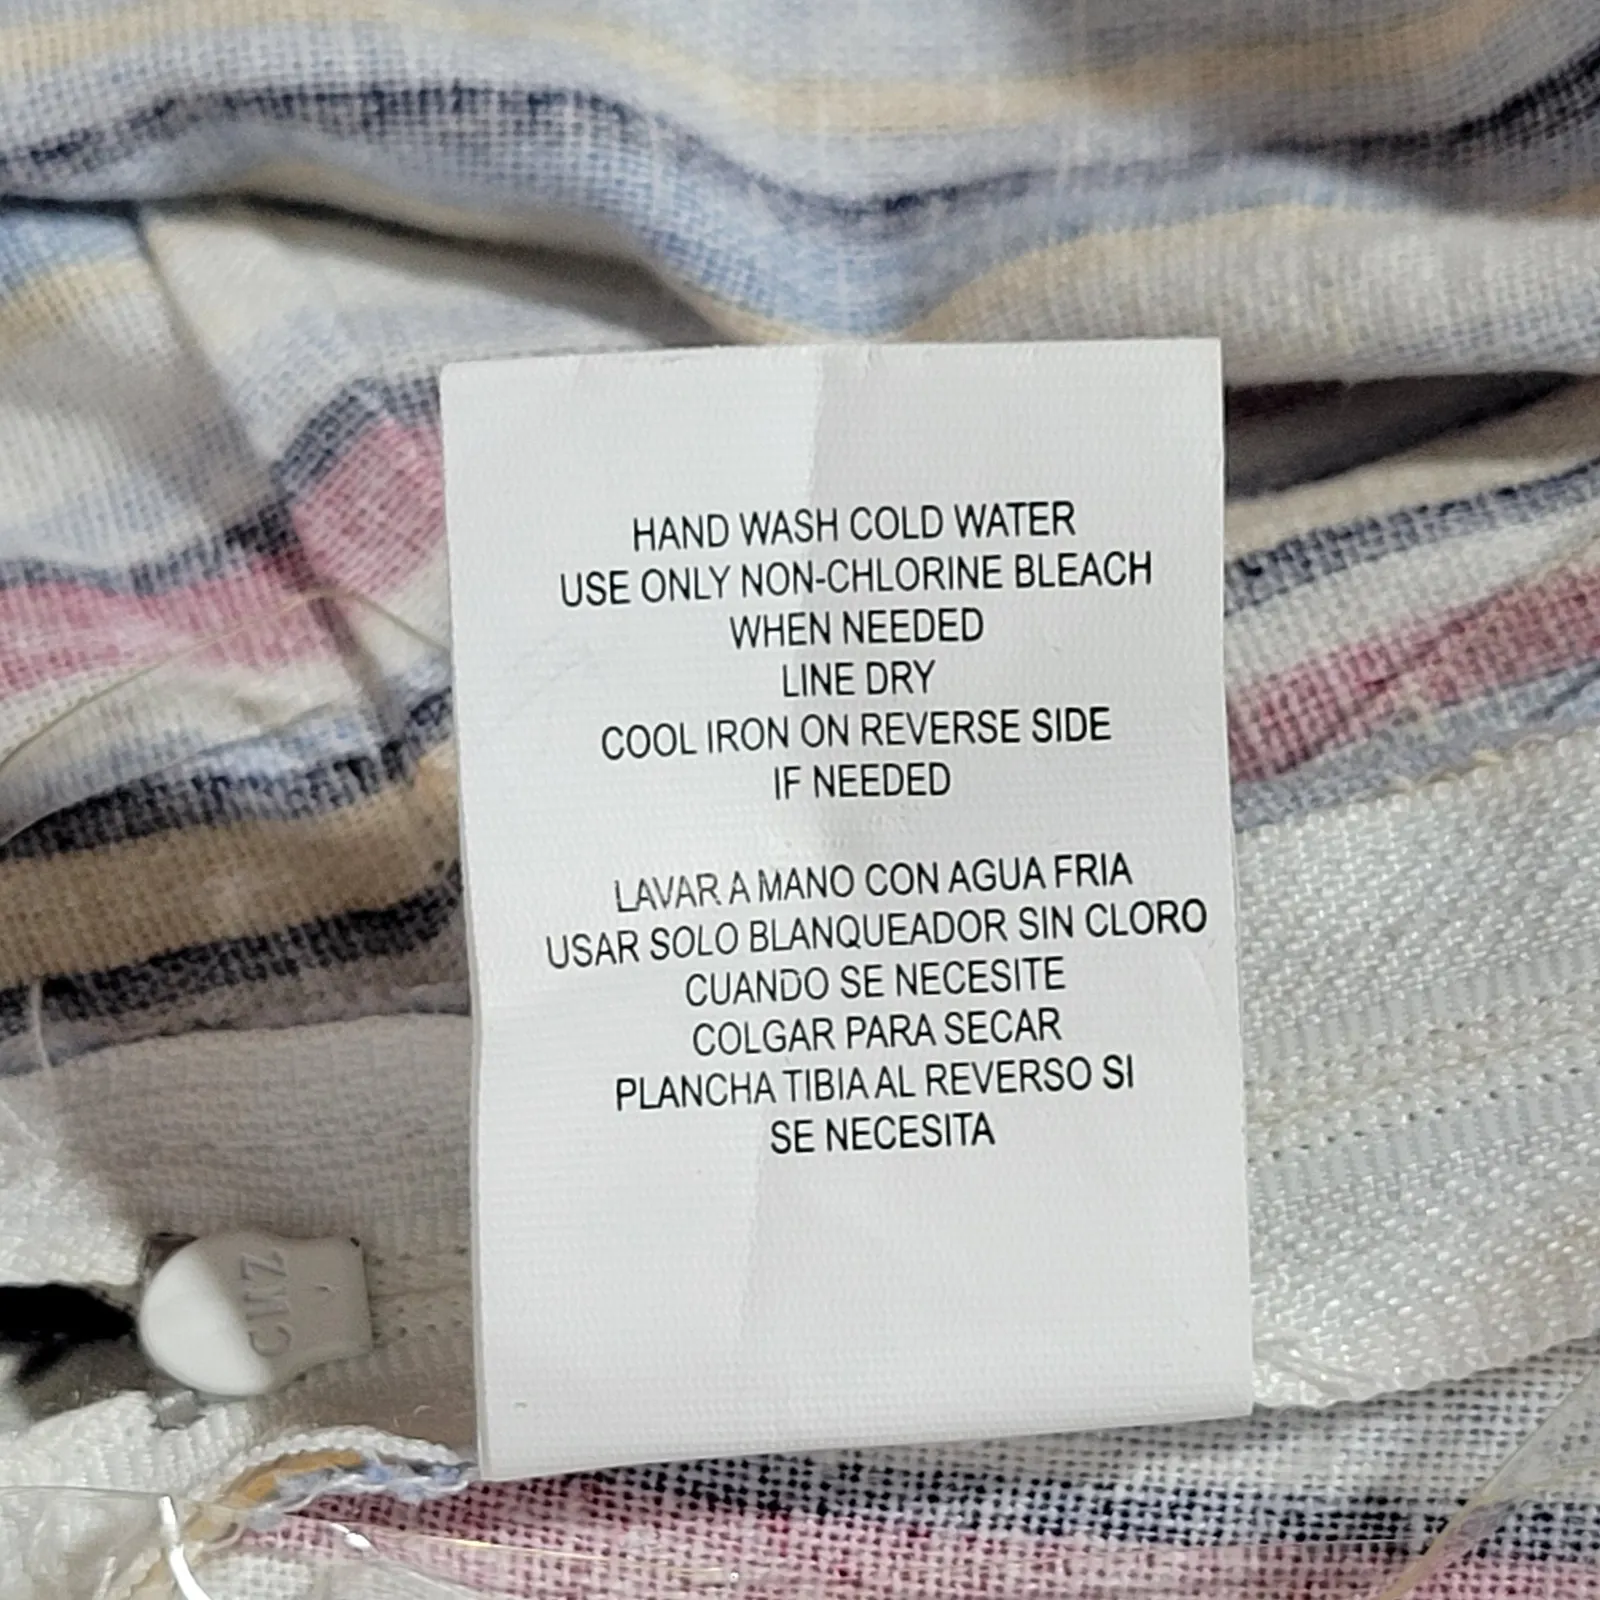 HAND WASH COLD WATER
USE ONLY NON-CHLORINE BLEACH
WHEN NEEDED
LINE DRY
COOL IRON ON REVERSE SIDE
IF NEEDED
LAVAR A MANO CON AGUA FRIA
USAR SOLO BLANQUEADOR SIN CLORO
CUANDO SE NECESITE
COLGAR PARA SECAR
PLANCHA TIBIA AL REVERSO SI
SE NECESITA
CKZ